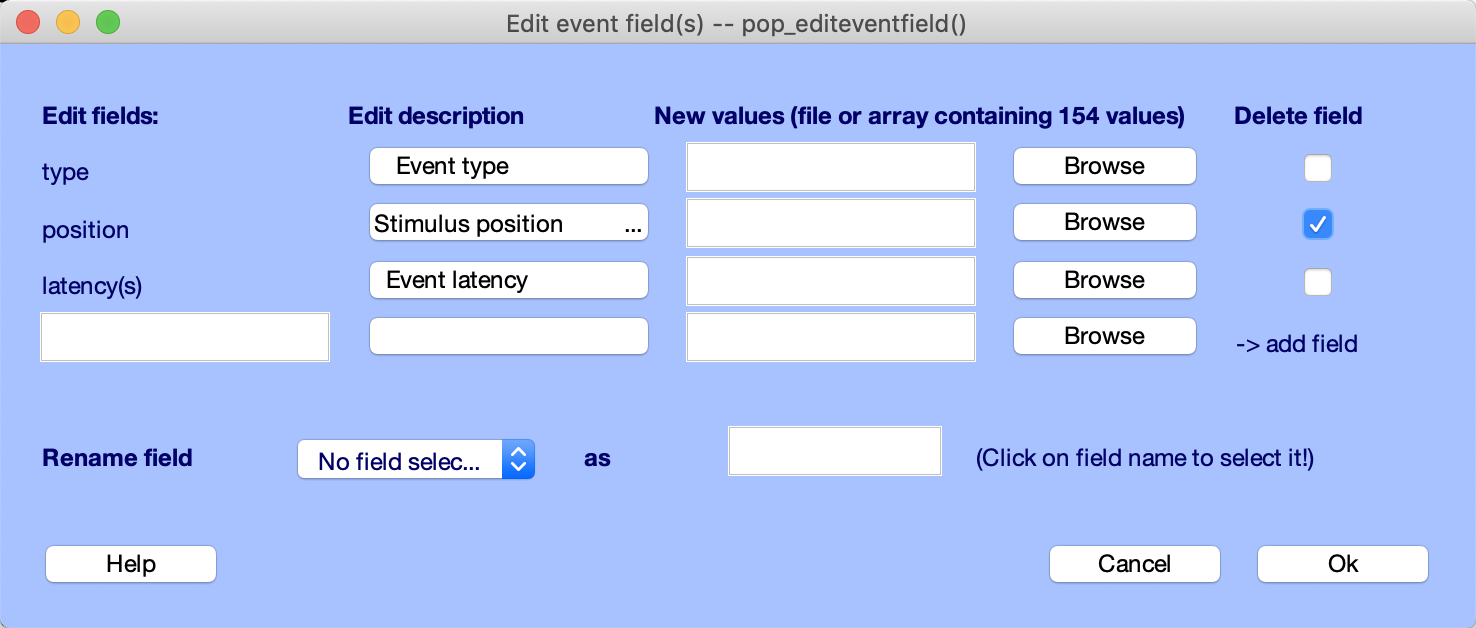 Edit event field(s) -- pop_editeventfield()
Edit fields: Edit description New values (file or array containing 154 values) Delete field
type Event type Browse
position Stimulus position ... Browse
latency(s) Event latency Browse
Browse -> add field
Rename field No field selec... as (Click on field name to select it!)
Help Cancel Ok